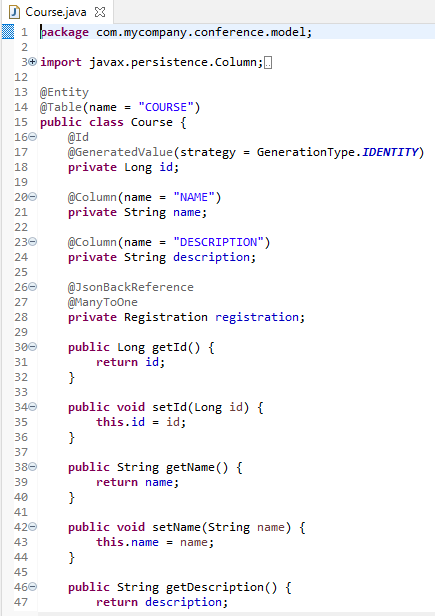 Course.java
1 package com.mycompany.conference.model;
2
3 import javax.persistence.Column;
12
13 @Entity
14 @Table(name = "COURSE")
15 public class Course {
16 @Id
17 @GeneratedValue(strategy = GenerationType.IDENTITY)
18 private Long id;
19
20 @Column(name = "NAME")
21 private String name;
22
23 @Column(name = "DESCRIPTION")
24 private String description;
25
26 @JsonBackReference
27 @ManyToOne
28 private Registration registration;
29
30 public Long getId() {
31 return id;
32 }
33
34 public void setId(Long id) {
35 this.id = id;
36 }
37
38 public String getName() {
39 return name;
40 }
41
42 public void setName(String name) {
43 this.name = name;
44 }
45
46 public String getDescription() {
47 return description;